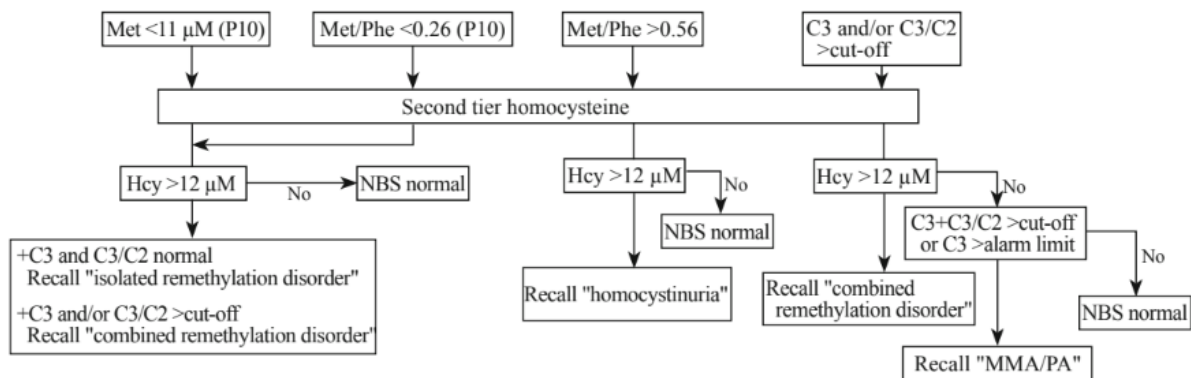 Met <11 µM (P10)
Met/Phe <0.26 (P10)
Met/Phe >0.56
C3 and/or C3/C2
>cut-off
Second tier homocysteine
Hcy >12 µM
No
NBS normal
Hcy >12 µM
No
NBS normal
Hcy >12 µM
No
C3+C3/C2 >cut-off
or C3 >alarm limit
No
NBS normal
+C3 and C3/C2 normal
Recall "isolated remethylation disorder"
+C3 and/or C3/C2 >cut-off
Recall "combined remethylation disorder"
Recall "homocystinuria"
Recall "combined
remethylation disorder"
Recall "MMA/PA"